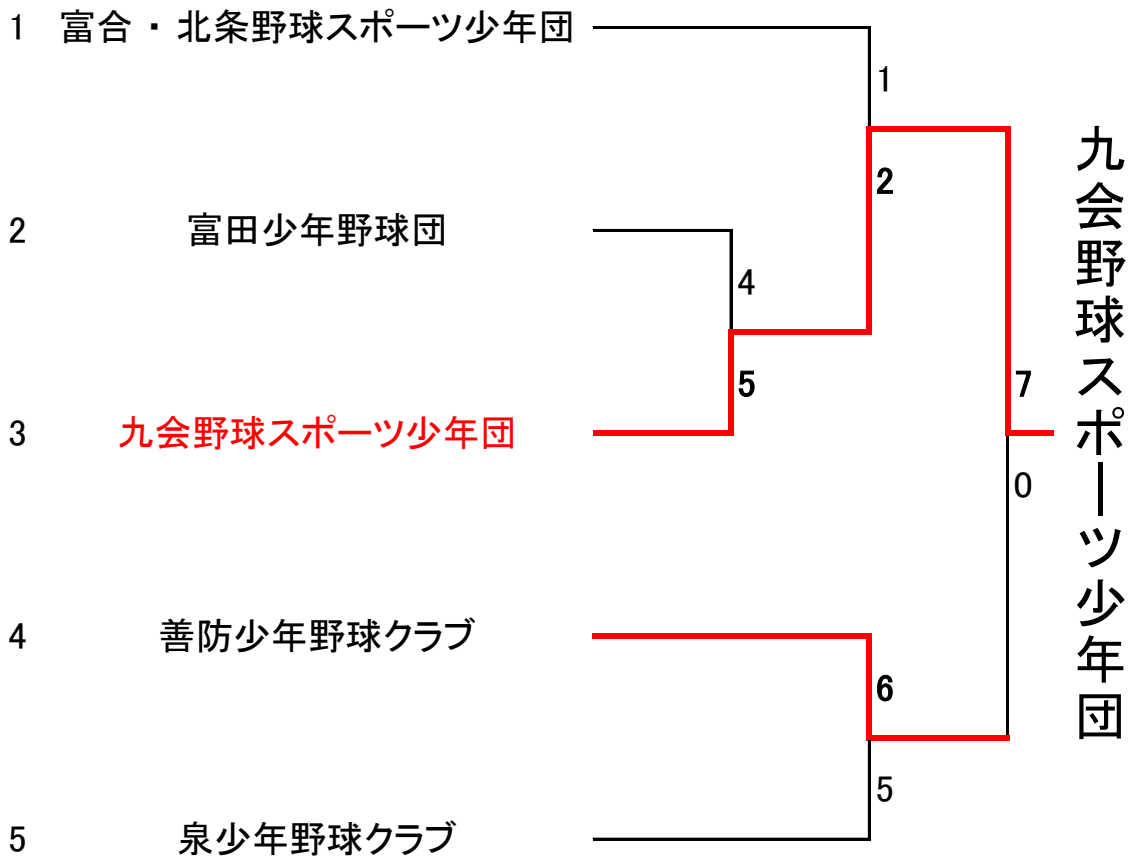 1 富合・北条野球スポーツ少年団
1
2
2 富田少年野球団
4
5
3 九会野球スポーツ少年団
7
0
九会野球スポーツ少年団
4 善防少年野球クラブ
6
5
5 泉少年野球クラブ